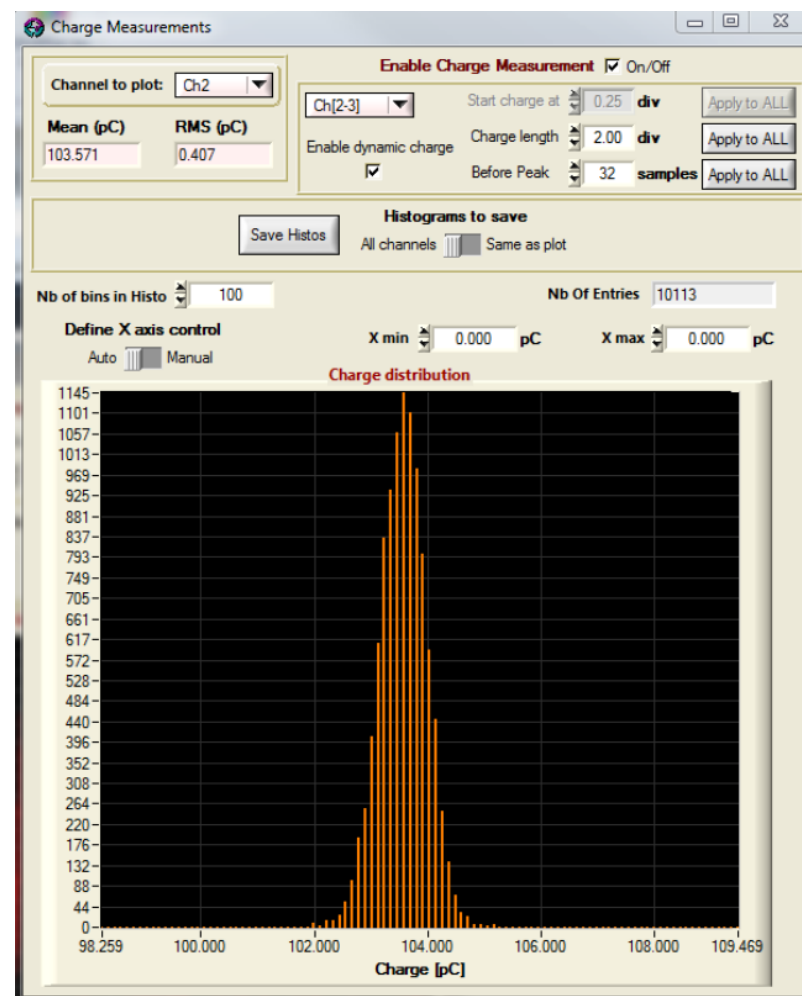 Charge Measurements
Enable Charge Measurement On/Off
Channel to plot: Ch2
Mean (pC) RMS (pC)
103.571 0.407
Ch[2-3] Start charge at 0.25 div Apply to ALL
Enable dynamic charge Charge length 2.00 div Apply to ALL
Before Peak 32 samples Apply to ALL
Histograms to save
Save Histos All channels Same as plot
Nb of bins in Histo 100 Nb Of Entries 10113
Define X axis control
Auto Manual X min 0.000 pC X max 0.000 pC
Charge distribution
1145
1101
1057
1013
969
925
881
837
793
749
705
661
617
572
528
484
440
396
352
308
264
220
176
132
88
44
0
98.259 100.000 102.000 104.000 106.000 108.000 109.469
Charge [pC]